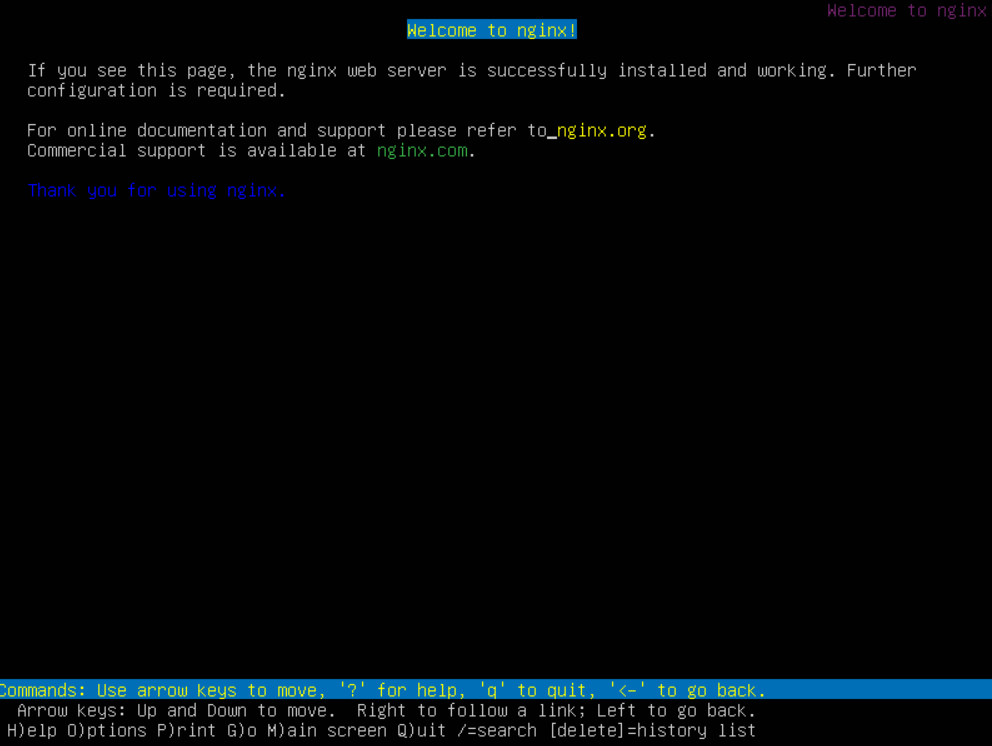 Welcome to nginx
Welcome to nginx!
If you see this page, the nginx web server is successfully installed and working. Further
configuration is required.
For online documentation and support please refer to nginx.org.
Commercial support is available at nginx.com.
Thank you for using nginx.
Commands: Use arrow keys to move, '?' for help, 'q' to quit, '<-' to go back.
Arrow keys: Up and Down to move.  Right to follow a link; Left to go back.
H)elp O)ptions P)rint G)o M)ain screen Q)uit /=search [delete]=history list